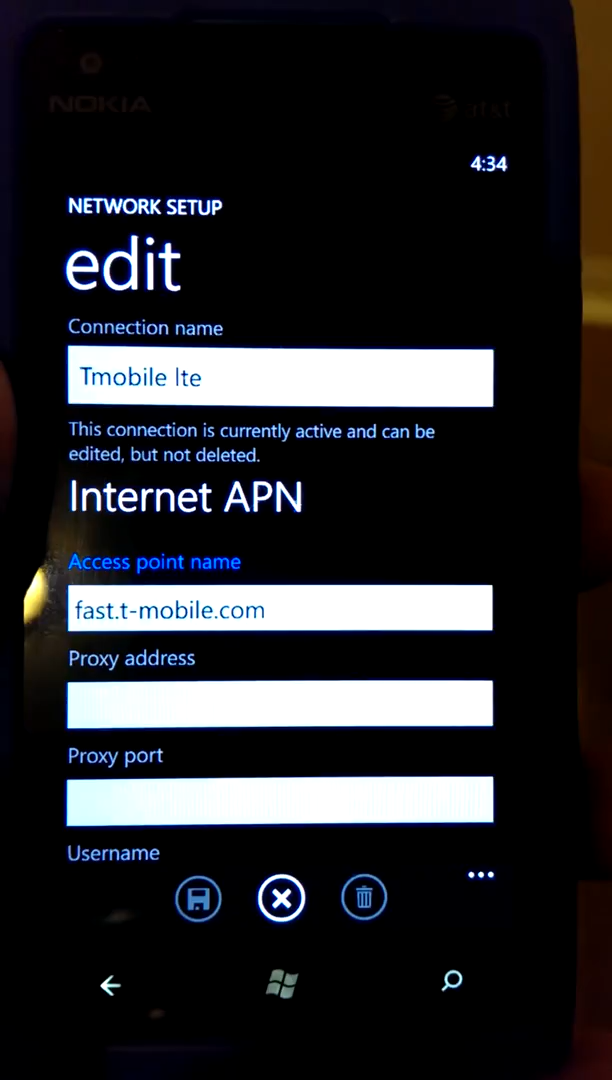 NOKIA
at&t
4:34
NETWORK SETUP
edit
Connection name
Tmobile lte
This connection is currently active and can be
edited, but not deleted.
Internet APN
Access point name
fast.t-mobile.com
Proxy address
Proxy port
Username